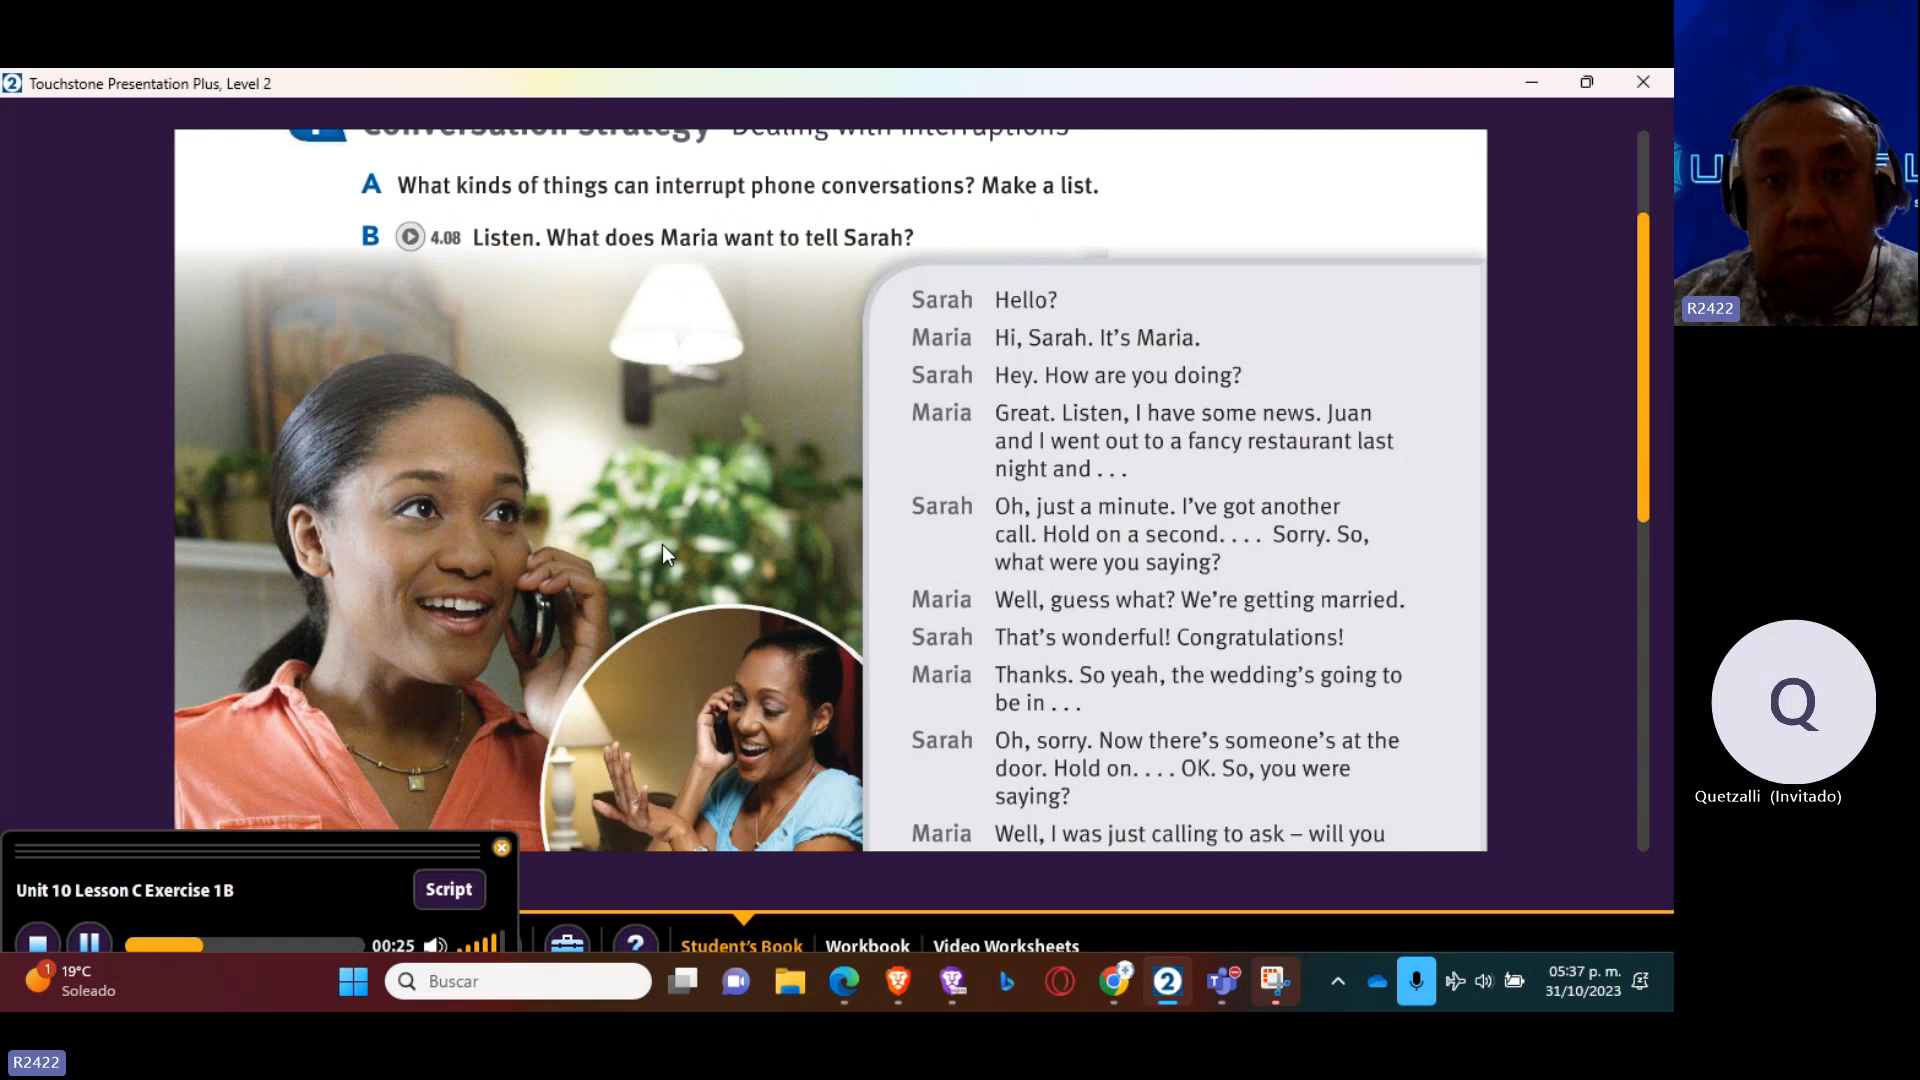 Touchstone Presentation Plus, Level 2
Conversation strategy Dealing with interruptions
A What kinds of things can interrupt phone conversations? Make a list.
B 4.08 Listen. What does Maria want to tell Sarah?
Sarah Hello?
Maria Hi, Sarah. It's Maria.
Sarah Hey. How are you doing?
Maria Great. Listen, I have some news. Juan
and I went out to a fancy restaurant last
night and . . .
Sarah Oh, just a minute. I've got another
call. Hold on a second. . . . Sorry. So,
what were you saying?
Maria Well, guess what? We're getting married.
Sarah That's wonderful! Congratulations!
Maria Thanks. So yeah, the wedding's going to
be in . . .
Sarah Oh, sorry. Now there's someone's at the
door. Hold on. . . . OK. So, you were
saying?
Maria Well, I was just calling to ask – will you
Unit 10 Lesson C Exercise 1B
Script
00:25
?
Student's Book
Workbook
Video Worksheets
1
19°C
Soleado
Buscar
2
05:37 p. m.
31/10/2023
R2422
Q
Quetzalli (Invitado)
R2422